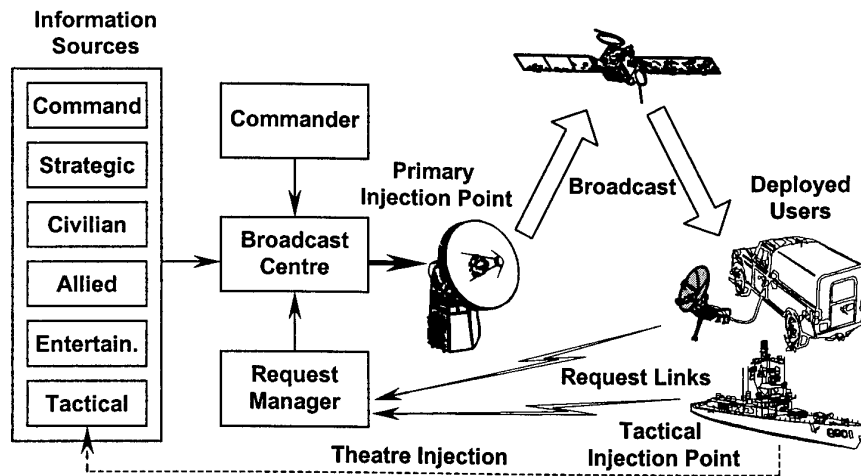 Information
Sources
Command
Strategic
Civilian
Allied
Entertain.
Tactical
Commander
Broadcast
Centre
Request
Manager
Primary
Injection Point
Broadcast
Deployed
Users
Request Links
Tactical
Injection Point
Theatre Injection